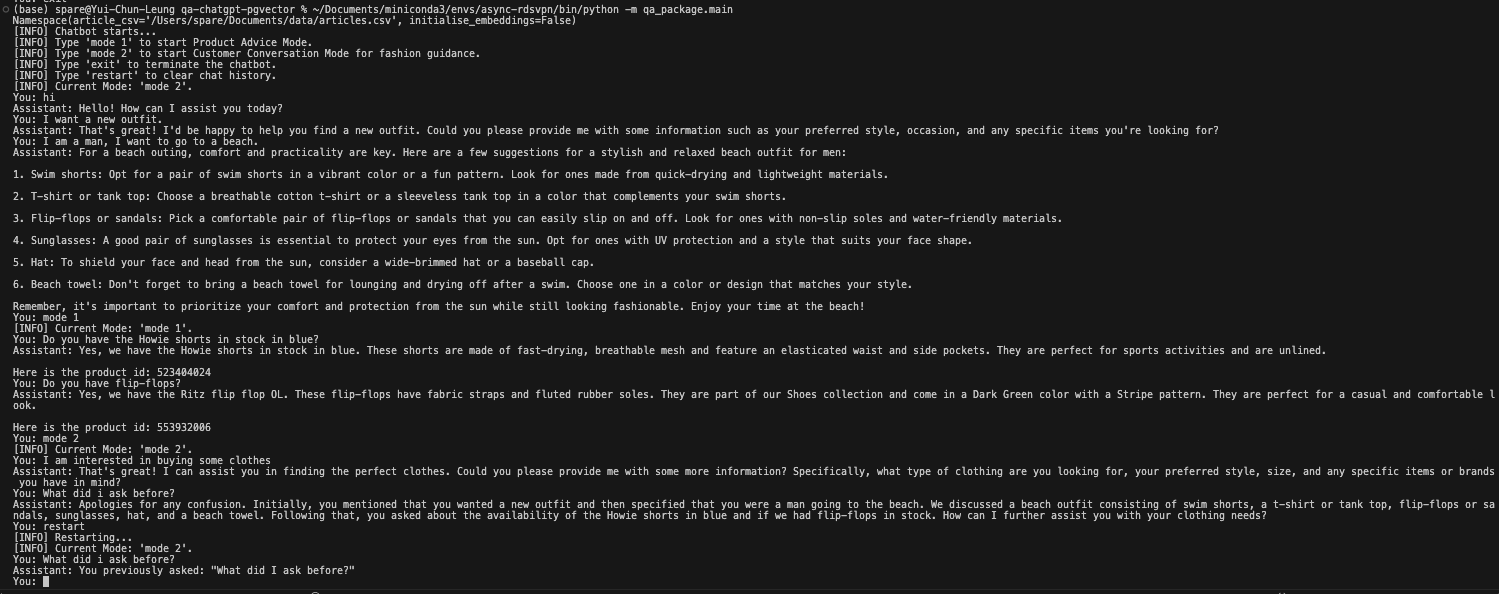 (base) spare@Yui-Chun-Leung qa-chatgpt-pgvector % ~/Documents/miniconda3/envs/async-rdsvpn/bin/python -m qa_package.main
Namespace(article_csv='/Users/spare/Documents/data/articles.csv', initialise_embeddings=False)
[INFO] Chatbot starts...
[INFO] Type 'mode 1' to start Product Advice Mode.
[INFO] Type 'mode 2' to start Customer Conversation Mode for fashion guidance.
[INFO] Type 'exit' to terminate the chatbot.
[INFO] Type 'restart' to clear chat history.
[INFO] Current Mode: 'mode 2'.
You: hi
Assistant: Hello! How can I assist you today?
You: I want a new outfit.
Assistant: That's great! I'd be happy to help you find a new outfit. Could you please provide me with some information such as your preferred style, occasion, and any specific items you're looking for?
You: I am a man, I want to go to a beach.
Assistant: For a beach outing, comfort and practicality are key. Here are a few suggestions for a stylish and relaxed beach outfit for men:
1. Swim shorts: Opt for a pair of swim shorts in a vibrant color or a fun pattern. Look for ones made from quick-drying and lightweight materials.
2. T-shirt or tank top: Choose a breathable cotton t-shirt or a sleeveless tank top in a color that complements your swim shorts.
3. Flip-flops or sandals: Pick a comfortable pair of flip-flops or sandals that you can easily slip on and off. Look for ones with non-slip soles and water-friendly materials.
4. Sunglasses: A good pair of sunglasses is essential to protect your eyes from the sun. Opt for ones with UV protection and a style that suits your face shape.
5. Hat: To shield your face and head from the sun, consider a wide-brimmed hat or a baseball cap.
6. Beach towel: Don't forget to bring a beach towel for lounging and drying off after a swim. Choose one in a color or design that matches your style.
Remember, it's important to prioritize your comfort and protection from the sun while still looking fashionable. Enjoy your time at the beach!
You: mode 1
[INFO] Current Mode: 'mode 1'.
You: Do you have the Howie shorts in stock in blue?
Assistant: Yes, we have the Howie shorts in stock in blue. These shorts are made of fast-drying, breathable mesh and feature an elasticated waist and side pockets. They are perfect for sports activities and are unlined.
Here is the product id: 523404024
You: Do you have flip-flops?
Assistant: Yes, we have the Ritz flip flop OL. These flip-flops have fabric straps and fluted rubber soles. They are part of our Shoes collection and come in a Dark Green color with a Stripe pattern. They are perfect for a casual and comfortable l
ook.
Here is the product id: 553932006
You: mode 2
[INFO] Current Mode: 'mode 2'.
You: I am interested in buying some clothes
Assistant: That's great! I can assist you in finding the perfect clothes. Could you please provide me with some more information? Specifically, what type of clothing are you looking for, your preferred style, size, and any specific items or brands
you have in mind?
You: What did i ask before?
Assistant: Apologies for any confusion. Initially, you mentioned that you wanted a new outfit and then specified that you were a man going to the beach. We discussed a beach outfit consisting of swim shorts, a t-shirt or tank top, flip-flops or sa
ndals, sunglasses, hat, and a beach towel. Following that, you asked about the availability of the Howie shorts in blue and if we had flip-flops in stock. How can I further assist you with your clothing needs?
You: restart
[INFO] Restarting...
[INFO] Current Mode: 'mode 2'.
You: What did i ask before?
Assistant: You previously asked: "What did I ask before?"
You: